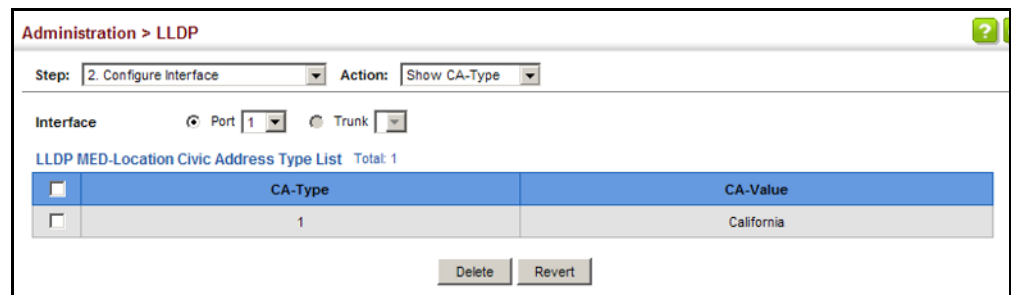 Administration > LLDP
?
Step: 2. Configure Interface Action: Show CA-Type
Interface Port 1 Trunk
LLDP MED-Location Civic Address Type List Total: 1
CA-Type CA-Value
1 California
Delete Revert